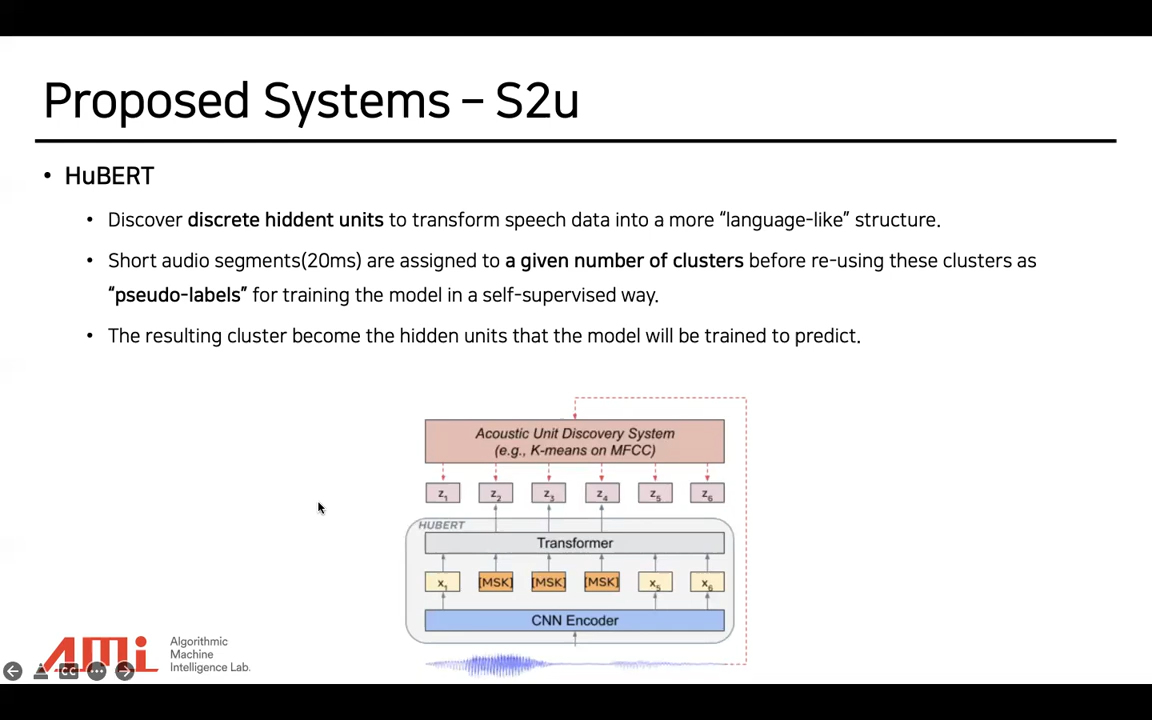 Proposed Systems – S2u
• HuBERT
• Discover discrete hiddent units to transform speech data into a more “language-like” structure.
• Short audio segments(20ms) are assigned to a given number of clusters before re-using these clusters as
“pseudo-labels” for training the model in a self-supervised way.
• The resulting cluster become the hidden units that the model will be trained to predict.
Acoustic Unit Discovery System
(e.g., K-means on MFCC)
z1 z2 z3 z4 z5 z6
HUBERT
Transformer
x1 [MSK] [MSK] [MSK] x5 x6
CNN Encoder
AMi
Algorithmic
Machine
Intelligence Lab.
CC